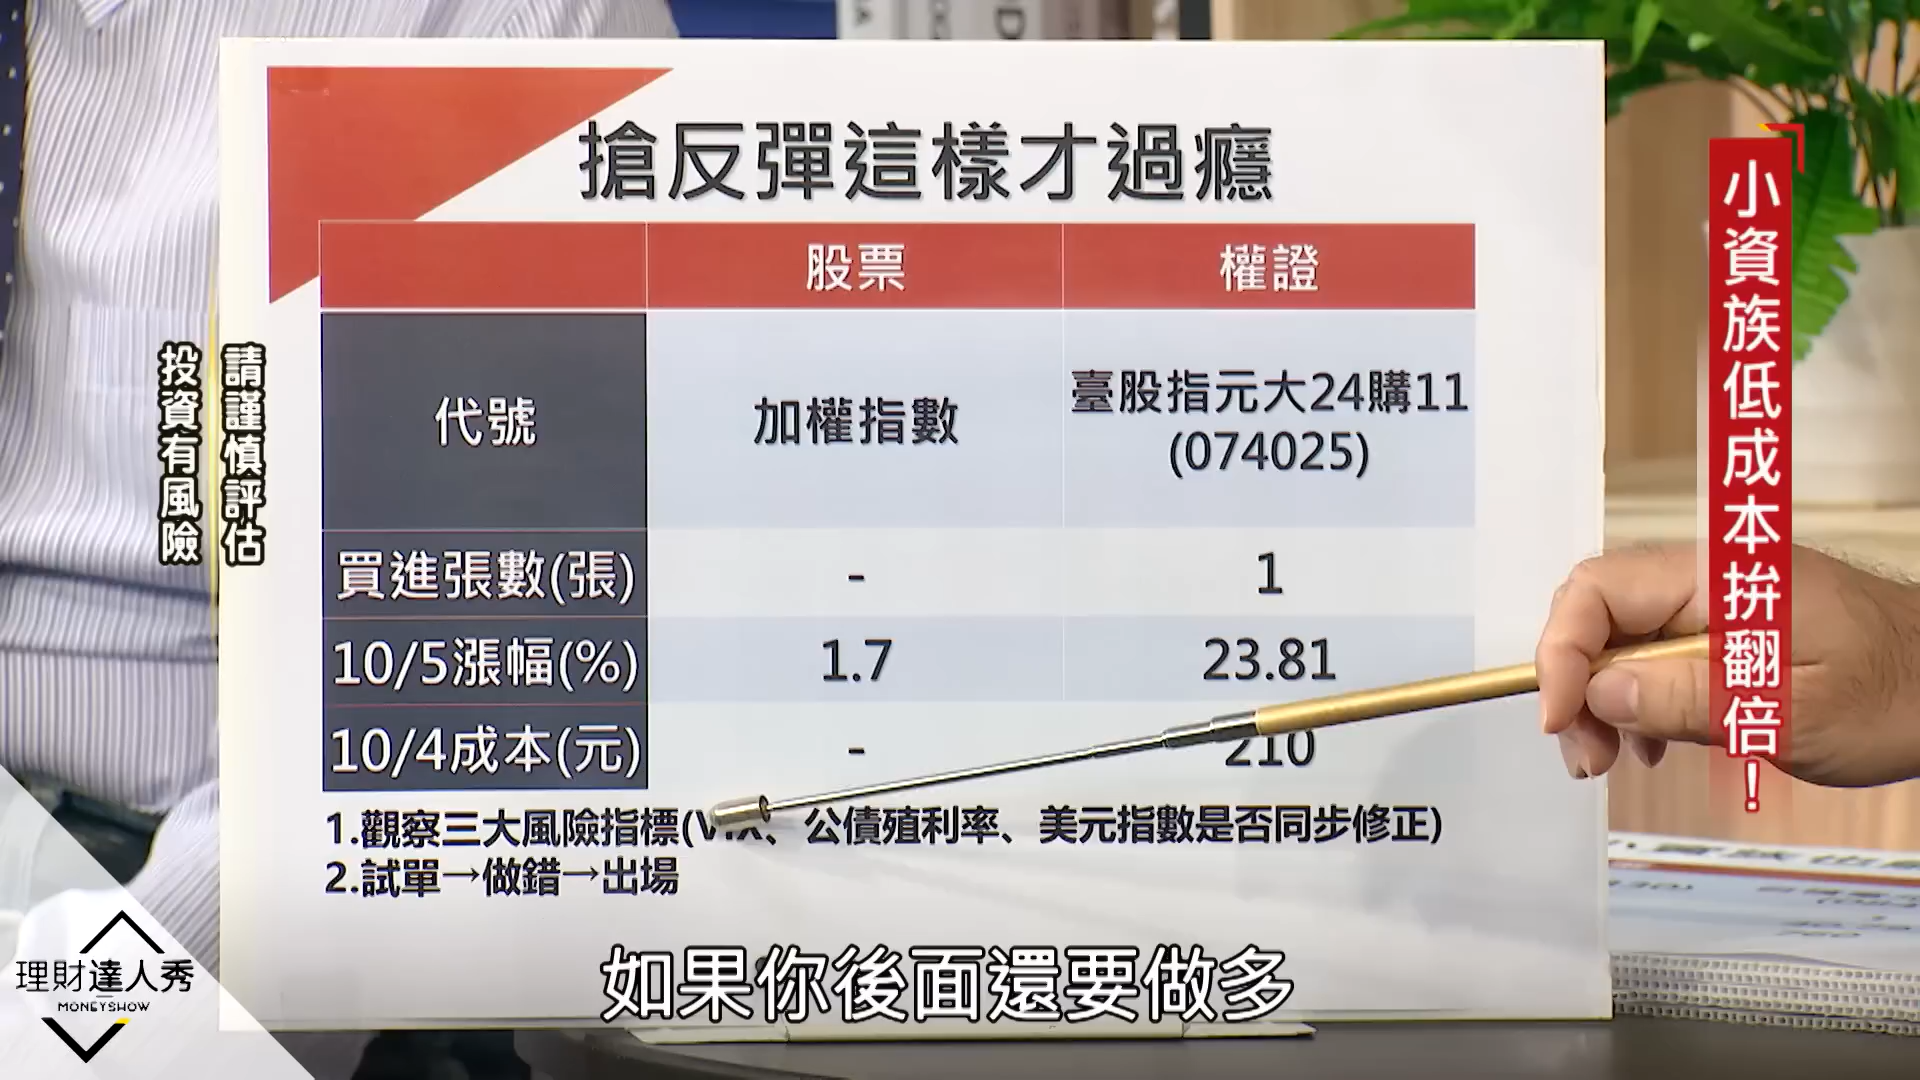 搶反彈這樣才過癮
股票
權證
代號
加權指數
臺股指元大24購11
(074025)
買進張數(張)
-
1
10/5漲幅(%)
1.7
23.81
10/4成本(元)
-
210
1.觀察三大風險指標(VIX、公債殖利率、美元指數是否同步修正)
2.試單→做錯→出場
請謹慎評估
投資有風險
小資族低成本拚翻倍!
理財達人秀
MONEYSHOW
如果你後面還要做多